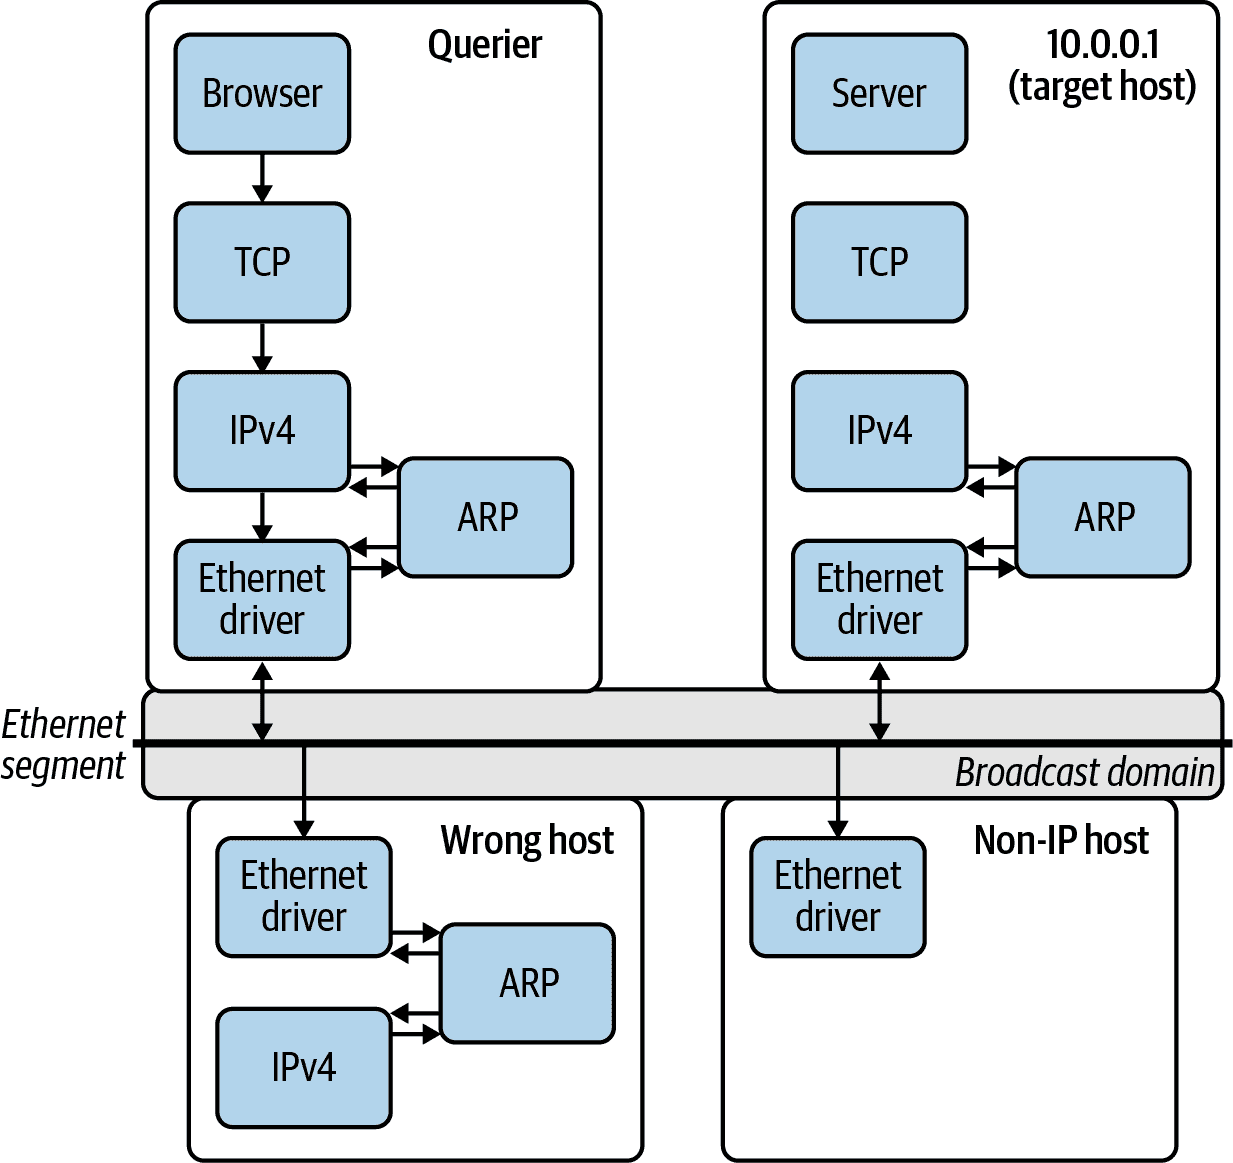 Querier
Browser
TCP
IPv4
ARP
Ethernet
driver
10.0.0.1
(target host)
Server
TCP
IPv4
ARP
Ethernet
driver
Ethernet
segment
Broadcast domain
Wrong host
Ethernet
driver
ARP
IPv4
Non-IP host
Ethernet
driver